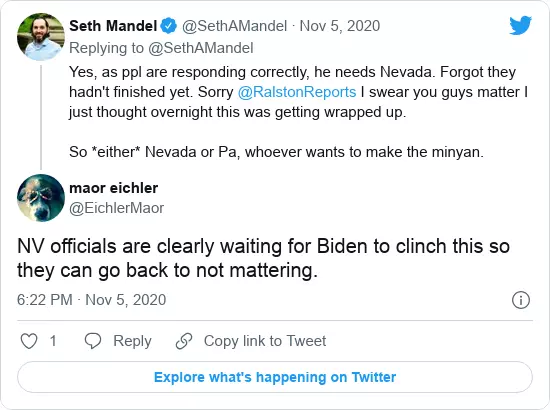 Seth Mandel @SethAMandel · Nov 5, 2020
Replying to @SethAMandel
Yes, as ppl are responding correctly, he needs Nevada. Forgot they
hadn't finished yet. Sorry @RalstonReports I swear you guys matter I
just thought overnight this was getting wrapped up.
So *either* Nevada or Pa, whoever wants to make the minyan.
maor eichler
@EichlerMaor
NV officials are clearly waiting for Biden to clinch this so
they can go back to not mattering.
6:22 PM · Nov 5, 2020
1 Reply Copy link to Tweet
Explore what's happening on Twitter